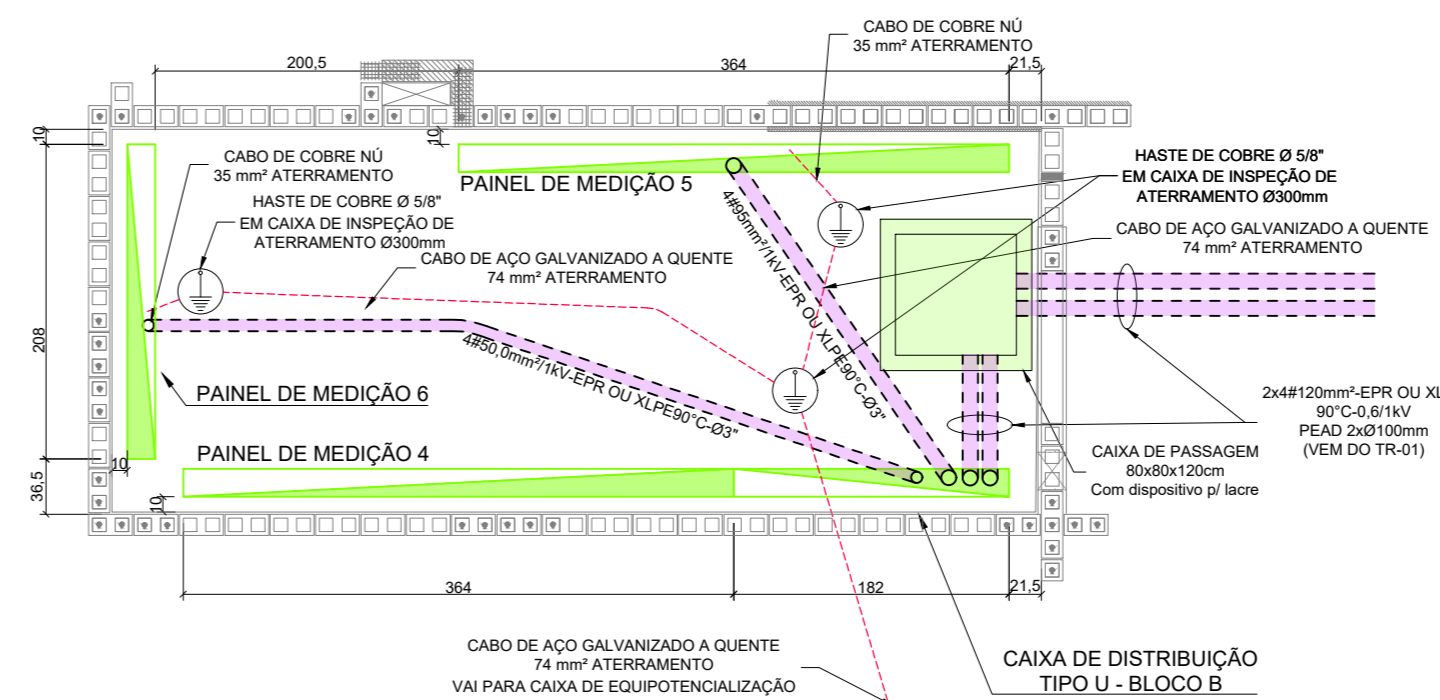 CABO DE COBRE NÚ
35 mm² ATERRAMENTO
200,5
364
21,5
10
10
CABO DE COBRE NÚ
35 mm² ATERRAMENTO
HASTE DE COBRE Ø 5/8"
EM CAIXA DE INSPEÇÃO DE
ATERRAMENTO Ø300mm
PAINEL DE MEDIÇÃO 5
HASTE DE COBRE Ø 5/8"
EM CAIXA DE INSPEÇÃO DE
ATERRAMENTO Ø300mm
CABO DE AÇO GALVANIZADO A QUENTE
74 mm² ATERRAMENTO
CABO DE AÇO GALVANIZADO A QUENTE
74 mm² ATERRAMENTO
4#95mm²/1kV-EPR OU XLPE90°C-Ø3"
208
4#50,0mm²/1kV-EPR OU XLPE90°C-Ø3"
PAINEL DE MEDIÇÃO 6
2x4#120mm²-EPR OU XL
90°C-0,6/1kV
PEAD 2xØ100mm
(VEM DO TR-01)
PAINEL DE MEDIÇÃO 4
CAIXA DE PASSAGEM
80x80x120cm
Com dispositivo p/ lacre
10
36,5
10
364
182
21,5
CABO DE AÇO GALVANIZADO A QUENTE
74 mm² ATERRAMENTO
VAI PARA CAIXA DE EQUIPOTENCIALIZAÇÃO
CAIXA DE DISTRIBUIÇÃO
TIPO U - BLOCO B